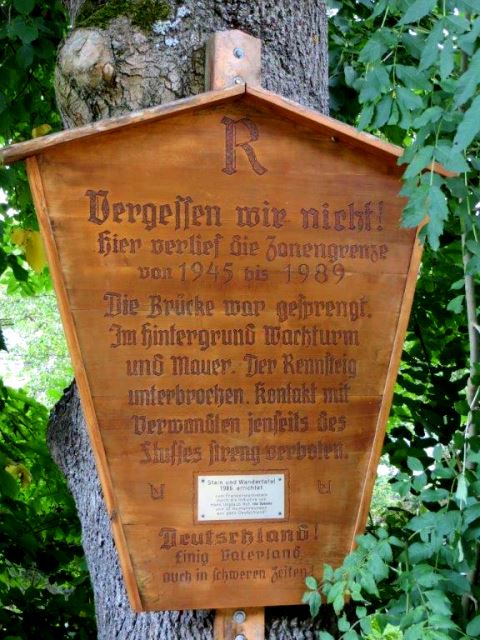 R
Vergessen wir nicht!
Hier verlief die Zonengrenze
von 1945 bis 1989
Die Brücke war gesprengt.
Im Hintergrund Wachturm
und Mauer. Der Rennsteig
unterbrochen. Kontakt mit
Verwandten jenseits des
Flusses streng verboten.
Stein und Wandertafel
1986 errichtet
Deutschland!
Einig Vaterland,
auch in schweren Zeiten!